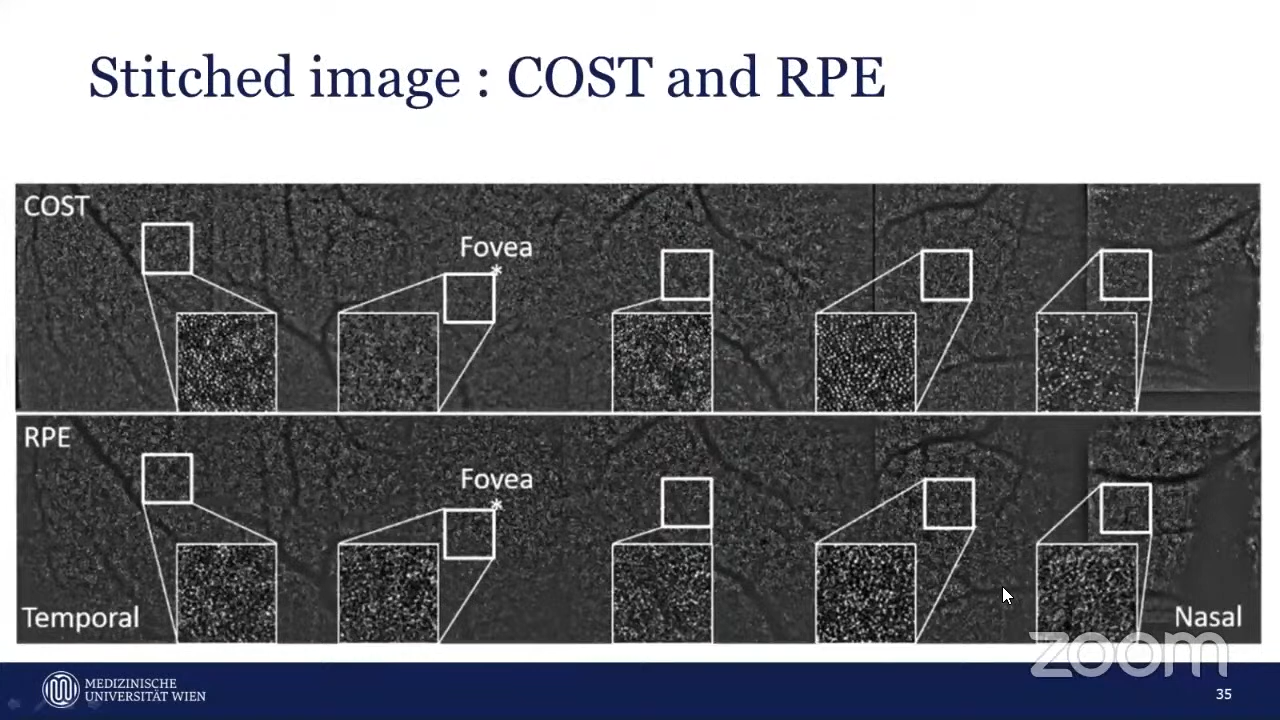 Stitched image : COST and RPE
COST
Fovea
*
RPE
Fovea
*
Temporal
Nasal
zoom
MEDIZINISCHE
UNIVERSITÄT WIEN
35